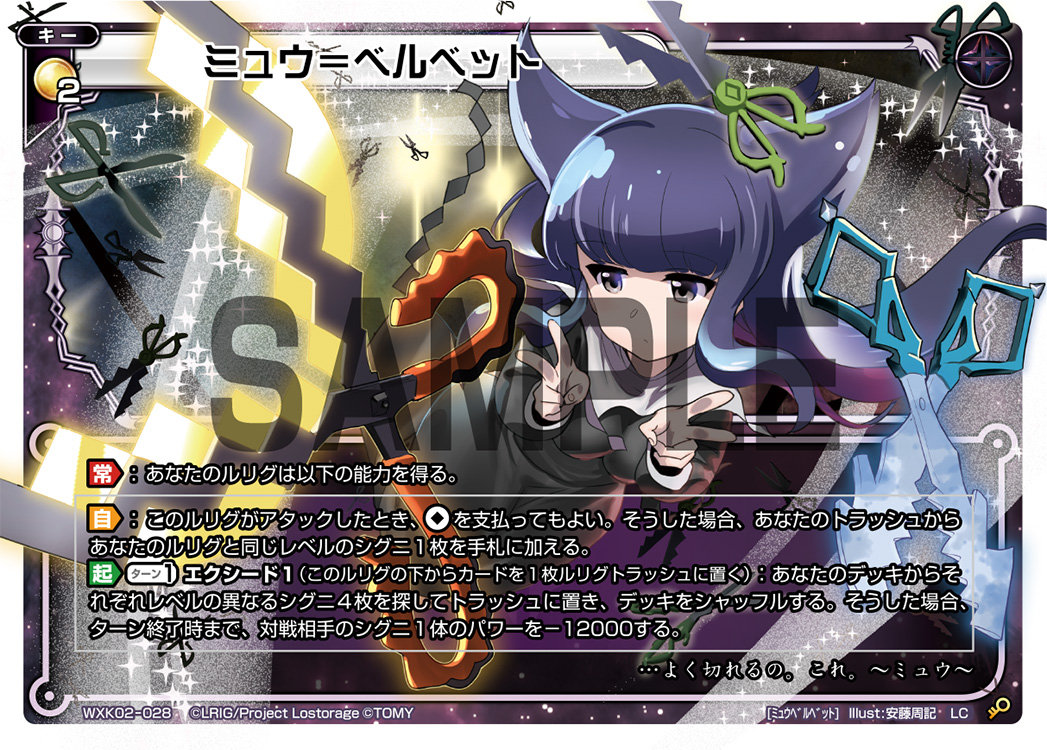 キー
2
ミュウ＝ベルベット
SAMPLE
常：あなたのルリグは以下の能力を得る。
自：このルリグがアタックしたとき、を支払ってもよい。そうした場合、あなたのトラッシュから
あなたのルリグと同じレベルのシグニ1枚を手札に加える。
起 ターン1 エクシード1（このルリグの下からカードを1枚ルリグトラッシュに置く）：あなたのデッキからそ
れぞれレベルの異なるシグニ4枚を探してトラッシュに置き、デッキをシャッフルする。そうした場合、
ターン終了時まで、対戦相手のシグニ1体のパワーを－12000する。
…よく切れるの。これ。～ミュウ～
WXK02-028 ©LRIG/Project Lostorage ©TOMY
[ミュウベルベット] Illust:安藤周記 LC